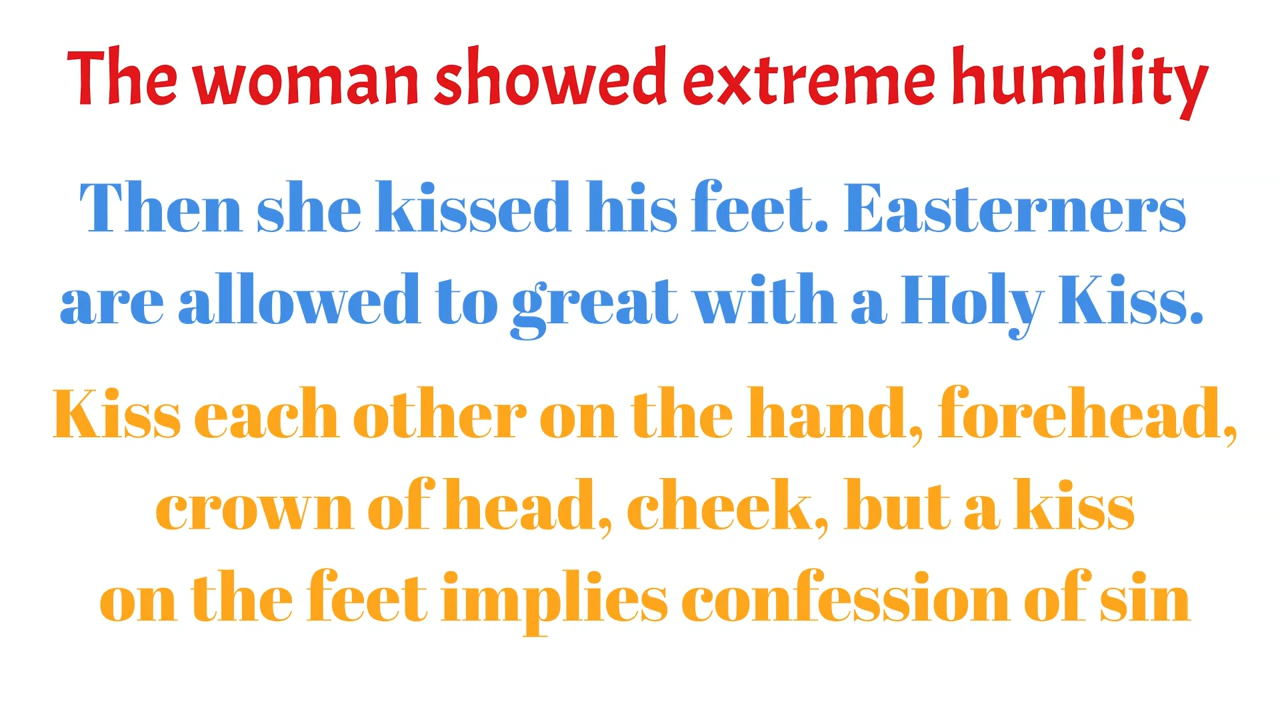 The woman showed extreme humility
Then she kissed his feet. Easterners
are allowed to great with a Holy Kiss.
Kiss each other on the hand, forehead,
crown of head, cheek, but a kiss
on the feet implies confession of sin